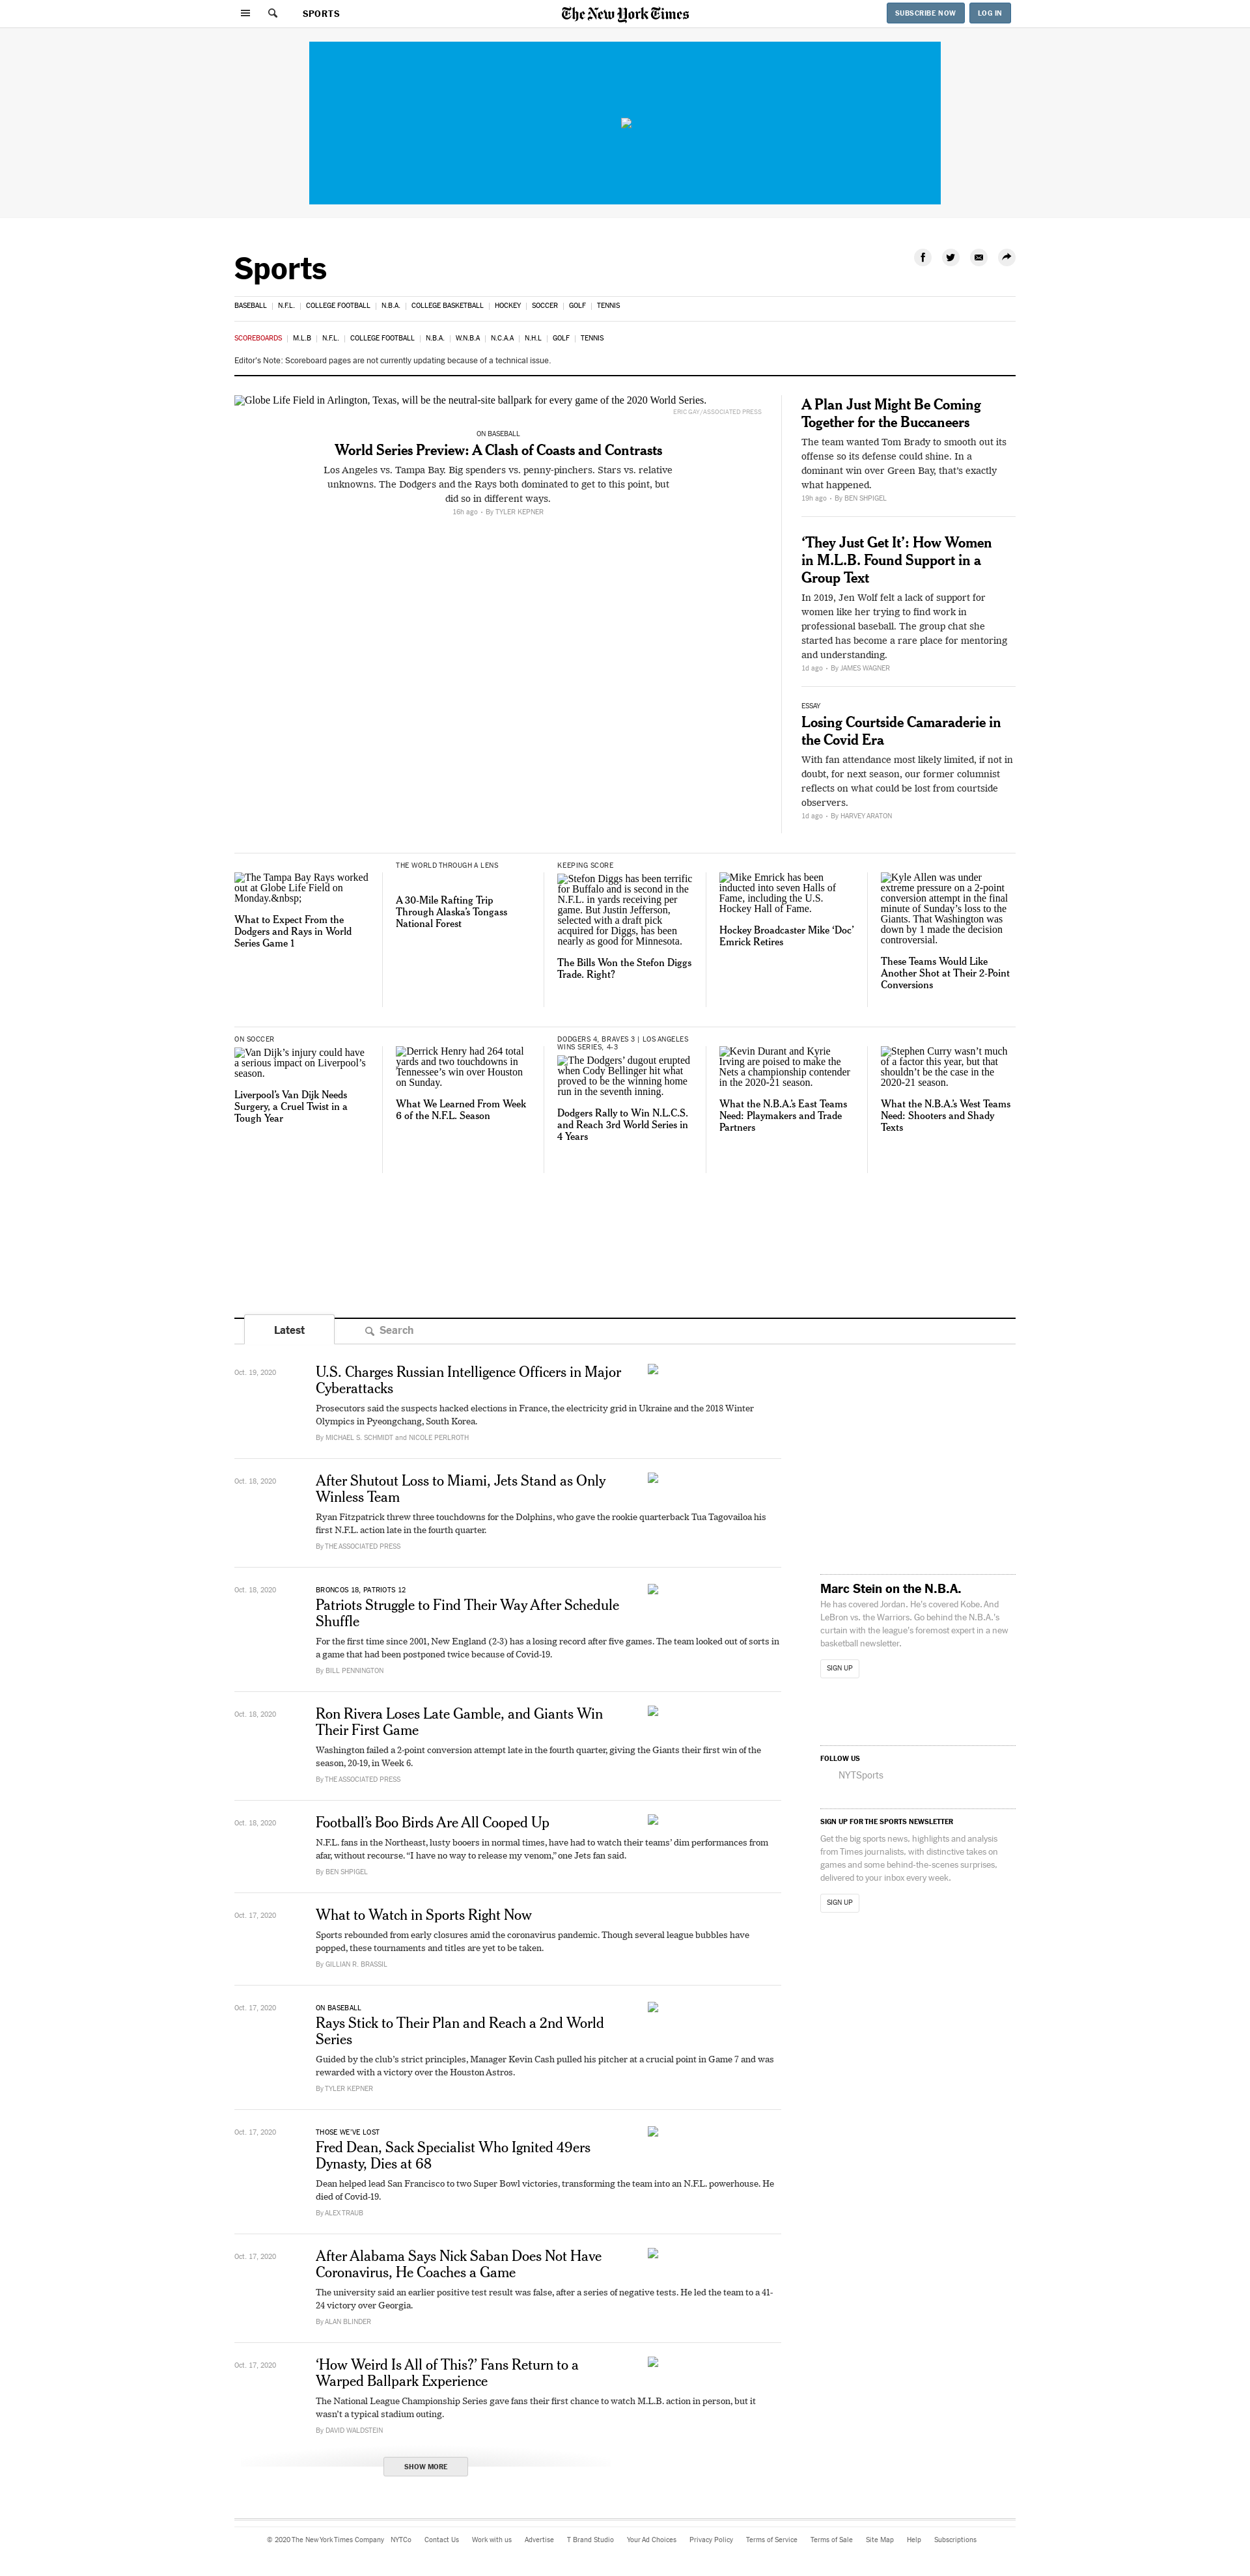 SPORTS
The New York Times
SUBSCRIBE NOW
LOG IN
Sports
BASEBALL | N.F.L. | COLLEGE FOOTBALL | N.B.A. | COLLEGE BASKETBALL | HOCKEY | SOCCER | GOLF | TENNIS
SCOREBOARDS | M.L.B | N.F.L. | COLLEGE FOOTBALL | N.B.A. | W.N.B.A | N.C.A.A | N.H.L | GOLF | TENNIS
Editor's Note: Scoreboard pages are not currently updating because of a technical issue.
Globe Life Field in Arlington, Texas, will be the neutral-site ballpark for every game of the 2020 World Series.
ERIC GAY/ASSOCIATED PRESS
ON BASEBALL
World Series Preview: A Clash of Coasts and Contrasts
Los Angeles vs. Tampa Bay. Big spenders vs. penny-pinchers. Stars vs. relative
unknowns. The Dodgers and the Rays both dominated to get to this point, but
did so in different ways.
16h ago · By TYLER KEPNER
A Plan Just Might Be Coming
Together for the Buccaneers
The team wanted Tom Brady to smooth out its
offense so its defense could shine. In a
dominant win over Green Bay, that's exactly
what happened.
19h ago · By BEN SHPIGEL
‘They Just Get It’: How Women
in M.L.B. Found Support in a
Group Text
In 2019, Jen Wolf felt a lack of support for
women like her trying to find work in
professional baseball. The group chat she
started has become a rare place for mentoring
and understanding.
1d ago · By JAMES WAGNER
ESSAY
Losing Courtside Camaraderie in
the Covid Era
With fan attendance most likely limited, if not in
doubt, for next season, our former columnist
reflects on what could be lost from courtside
observers.
1d ago · By HARVEY ARATON
The Tampa Bay Rays worked
out at Globe Life Field on
Monday.&nbsp;
What to Expect From the
Dodgers and Rays in World
Series Game 1
THE WORLD THROUGH A LENS
A 30-Mile Rafting Trip
Through Alaska’s Tongass
National Forest
KEEPING SCORE
Stefon Diggs has been terrific
for Buffalo and is second in the
N.F.L. in yards receiving per
game. But Justin Jefferson,
selected with a draft pick
acquired for Diggs, has been
nearly as good for Minnesota.
The Bills Won the Stefon Diggs
Trade. Right?
Mike Emrick has been
inducted into seven Halls of
Fame, including the U.S.
Hockey Hall of Fame.
Hockey Broadcaster Mike ‘Doc’
Emrick Retires
Kyle Allen was under
extreme pressure on a 2-point
conversion attempt in the final
minute of Sunday’s loss to the
Giants. That Washington was
down by 1 made the decision
controversial.
These Teams Would Like
Another Shot at Their 2-Point
Conversions
ON SOCCER
Van Dijk’s injury could have
a serious impact on Liverpool’s
season.
Liverpool’s Van Dijk Needs
Surgery, a Cruel Twist in a
Tough Year
Derrick Henry had 264 total
yards and two touchdowns in
Tennessee’s win over Houston
on Sunday.
What We Learned From Week
6 of the N.F.L. Season
DODGERS 4, BRAVES 3 | LOS ANGELES
WINS SERIES, 4-3
The Dodgers’ dugout erupted
when Cody Bellinger hit what
proved to be the winning home
run in the seventh inning.
Dodgers Rally to Win N.L.C.S.
and Reach 3rd World Series in
4 Years
Kevin Durant and Kyrie
Irving are poised to make the
Nets a championship contender
in the 2020-21 season.
What the N.B.A.’s East Teams
Need: Playmakers and Trade
Partners
Stephen Curry wasn’t much
of a factor this year, but that
shouldn’t be the case in the
2020-21 season.
What the N.B.A.’s West Teams
Need: Shooters and Shady
Texts
Latest
Search
Oct. 19, 2020
U.S. Charges Russian Intelligence Officers in Major
Cyberattacks
Prosecutors said the suspects hacked elections in France, the electricity grid in Ukraine and the 2018 Winter
Olympics in Pyeongchang, South Korea.
By MICHAEL S. SCHMIDT and NICOLE PERLROTH
Oct. 18, 2020
After Shutout Loss to Miami, Jets Stand as Only
Winless Team
Ryan Fitzpatrick threw three touchdowns for the Dolphins, who gave the rookie quarterback Tua Tagovailoa his
first N.F.L. action late in the fourth quarter.
By THE ASSOCIATED PRESS
Oct. 18, 2020
BRONCOS 18, PATRIOTS 12
Patriots Struggle to Find Their Way After Schedule
Shuffle
For the first time since 2001, New England (2-3) has a losing record after five games. The team looked out of sorts in
a game that had been postponed twice because of Covid-19.
By BILL PENNINGTON
Oct. 18, 2020
Ron Rivera Loses Late Gamble, and Giants Win
Their First Game
Washington failed a 2-point conversion attempt late in the fourth quarter, giving the Giants their first win of the
season, 20-19, in Week 6.
By THE ASSOCIATED PRESS
Oct. 18, 2020
Football’s Boo Birds Are All Cooped Up
N.F.L. fans in the Northeast, lusty booers in normal times, have had to watch their teams’ dim performances from
afar, without recourse. “I have no way to release my venom,” one Jets fan said.
By BEN SHPIGEL
Oct. 17, 2020
What to Watch in Sports Right Now
Sports rebounded from early closures amid the coronavirus pandemic. Though several league bubbles have
popped, these tournaments and titles are yet to be taken.
By GILLIAN R. BRASSIL
Oct. 17, 2020
ON BASEBALL
Rays Stick to Their Plan and Reach a 2nd World
Series
Guided by the club’s strict principles, Manager Kevin Cash pulled his pitcher at a crucial point in Game 7 and was
rewarded with a victory over the Houston Astros.
By TYLER KEPNER
Oct. 17, 2020
THOSE WE’VE LOST
Fred Dean, Sack Specialist Who Ignited 49ers
Dynasty, Dies at 68
Dean helped lead San Francisco to two Super Bowl victories, transforming the team into an N.F.L. powerhouse. He
died of Covid-19.
By ALEX TRAUB
Oct. 17, 2020
After Alabama Says Nick Saban Does Not Have
Coronavirus, He Coaches a Game
The university said an earlier positive test result was false, after a series of negative tests. He led the team to a 41-
24 victory over Georgia.
By ALAN BLINDER
Oct. 17, 2020
‘How Weird Is All of This?’ Fans Return to a
Warped Ballpark Experience
The National League Championship Series gave fans their first chance to watch M.L.B. action in person, but it
wasn’t a typical stadium outing.
By DAVID WALDSTEIN
SHOW MORE
Marc Stein on the N.B.A.
He has covered Jordan. He's covered Kobe. And
LeBron vs. the Warriors. Go behind the N.B.A.'s
curtain with the league's foremost expert in a new
basketball newsletter.
SIGN UP
FOLLOW US
NYTSports
SIGN UP FOR THE SPORTS NEWSLETTER
Get the big sports news, highlights and analysis
from Times journalists, with distinctive takes on
games and some behind-the-scenes surprises,
delivered to your inbox every week.
SIGN UP
© 2020 The New York Times Company NYTCo Contact Us Work with us Advertise T Brand Studio Your Ad Choices Privacy Policy Terms of Service Terms of Sale Site Map Help Subscriptions